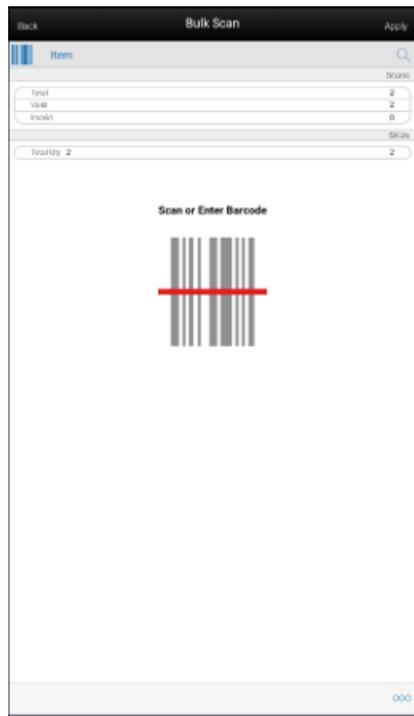 Back Bulk Scan Apply
Item
Scans
Total 2
Valid 2
Invalid 0
SKUs
Total Qty 2 2
Scan or Enter Barcode